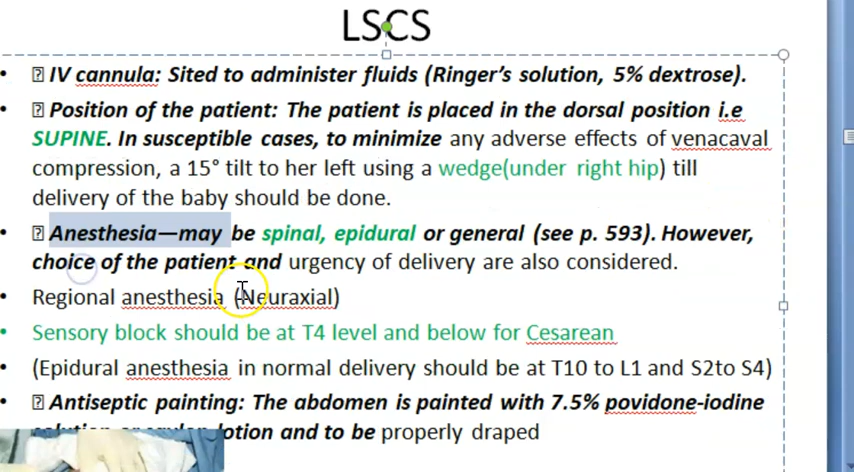 LSCS
• IV cannula: Sited to administer fluids (Ringer's solution, 5% dextrose).
• Position of the patient: The patient is placed in the dorsal position i.e
SUPINE. In susceptible cases, to minimize any adverse effects of venacaval
compression, a 15° tilt to her left using a wedge(under right hip) till
delivery of the baby should be done.
• Anesthesia—may be spinal, epidural or general (see p. 593). However,
choice of the patient and urgency of delivery are also considered.
• Regional anesthesia (Neuraxial)
• Sensory block should be at T4 level and below for Cesarean
• (Epidural anesthesia in normal delivery should be at T10 to L1 and S2to S4)
• Antiseptic painting: The abdomen is painted with 7.5% povidone-iodine
lotion and to be properly draped